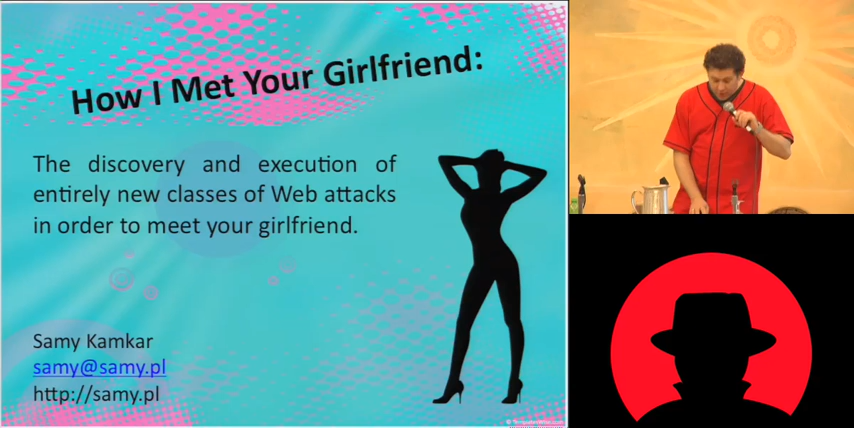 How I Met Your Girlfriend:
The discovery and execution of
entirely new classes of Web attacks
in order to meet your girlfriend.
Samy Kamkar
samy@samy.pl
http://samy.pl